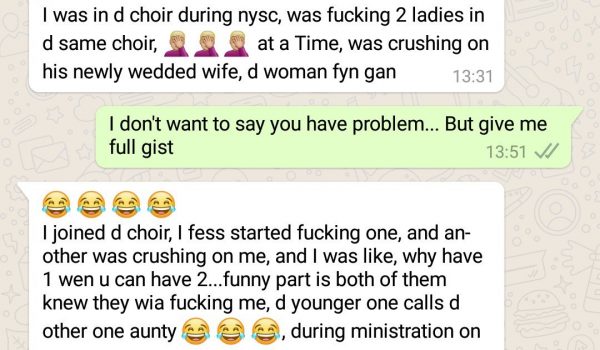 I was in d choir during nysc, was fucking 2 ladies in
d same choir, 🤦🏼‍♂️ 🤦🏼‍♂️ 🤦🏼‍♂️ at a Time, was crushing on
his newly wedded wife, d woman fyn gan
13:31
I don't want to say you have problem... But give me
full gist
13:51
😂 😂 😂 😂
I joined d choir, I fess started fucking one, and an-
other was crushing on me, and I was like, why have
1 wen u can have 2...funny part is both of them
knew they wia fucking me, d younger one calls d
other one aunty 😂 😂 😂, during ministration on